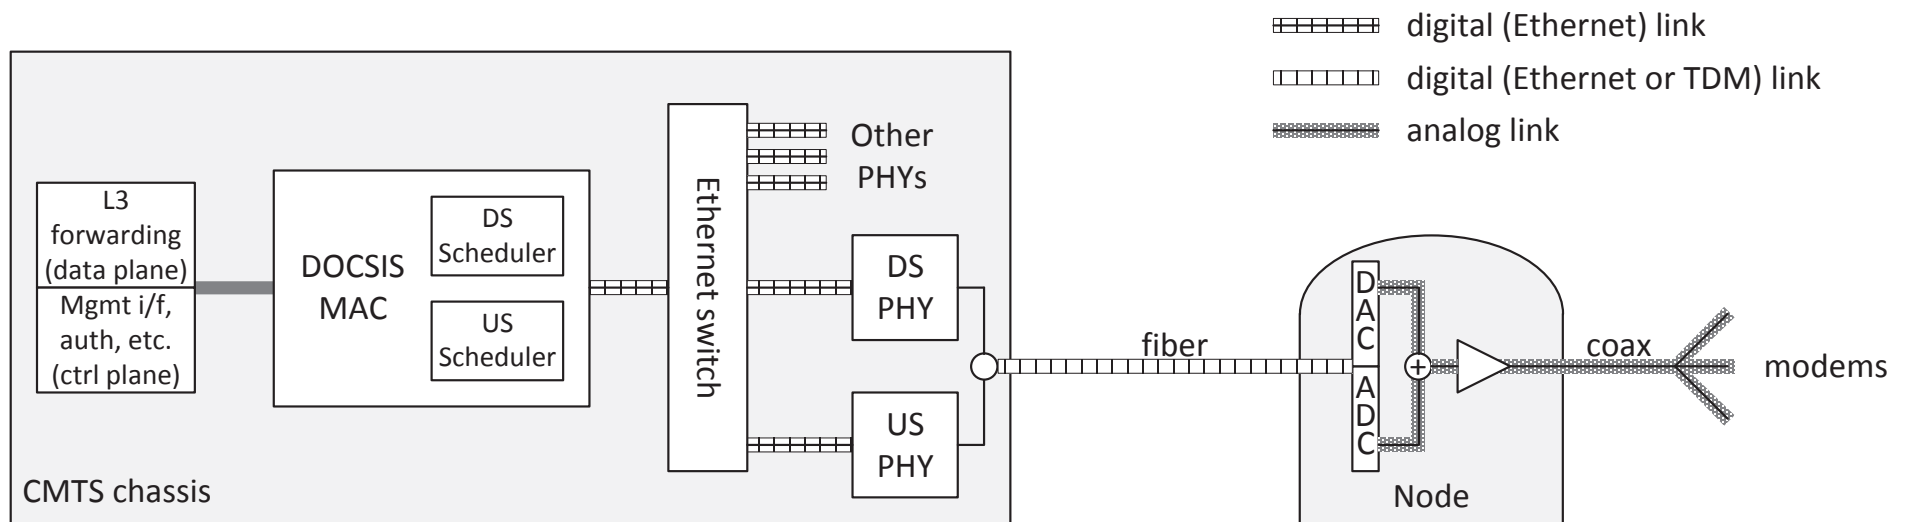 digital (Ethernet) link
digital (Ethernet or TDM) link
analog link
L3
forwarding
(data plane)
Mgmt i/f,
auth, etc.
(ctrl plane)
DOCSIS
MAC
DS
Scheduler
US
Scheduler
Ethernet switch
Other
PHYs
DS
PHY
US
PHY
CMTS chassis
fiber
DAC
ADC
+
Node
coax
modems